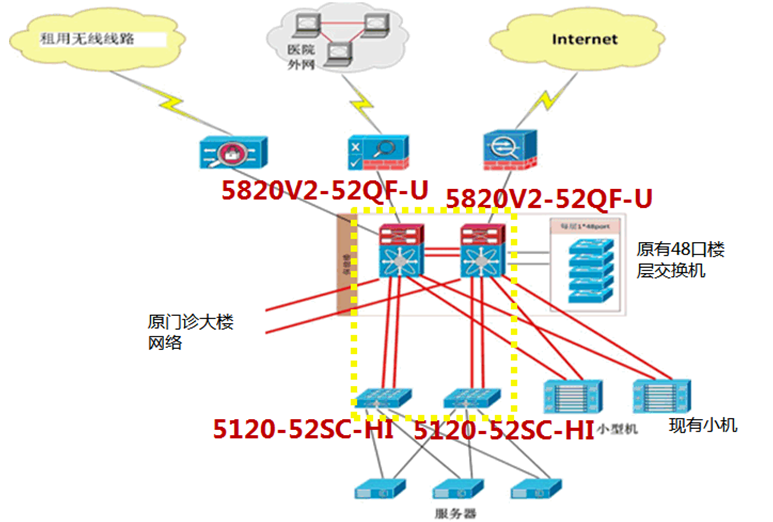 租用无线线路
医院
外网
Internet
5820V2-52QF-U
5820V2-52QF-U
1*48port
原有48口楼
层交换机
原门诊大楼
网络
5120-52SC-HI
5120-52SC-HI
小型机
现有小机
服务器